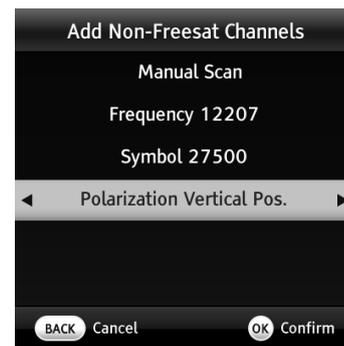 Add Non-Freesat Channels
Manual Scan
Frequency 12207
Symbol 27500
Polarization Vertical Pos.
BACK Cancel OK Confirm